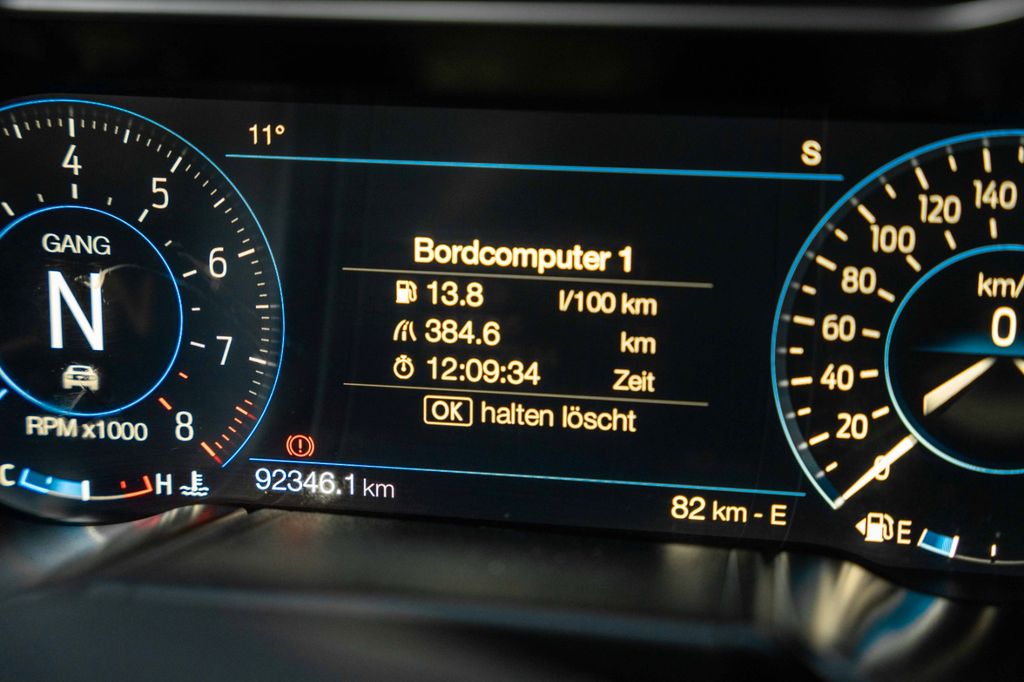 11°
S
4
5
6
7
8
GANG
N
RPM x1000
C
H
Bordcomputer 1
13.8 l/100 km
384.6 km
12:09:34 Zeit
OK halten löscht
92346.1 km
82 km - E
0
20
40
60
80
100
120
140
km/
0
E